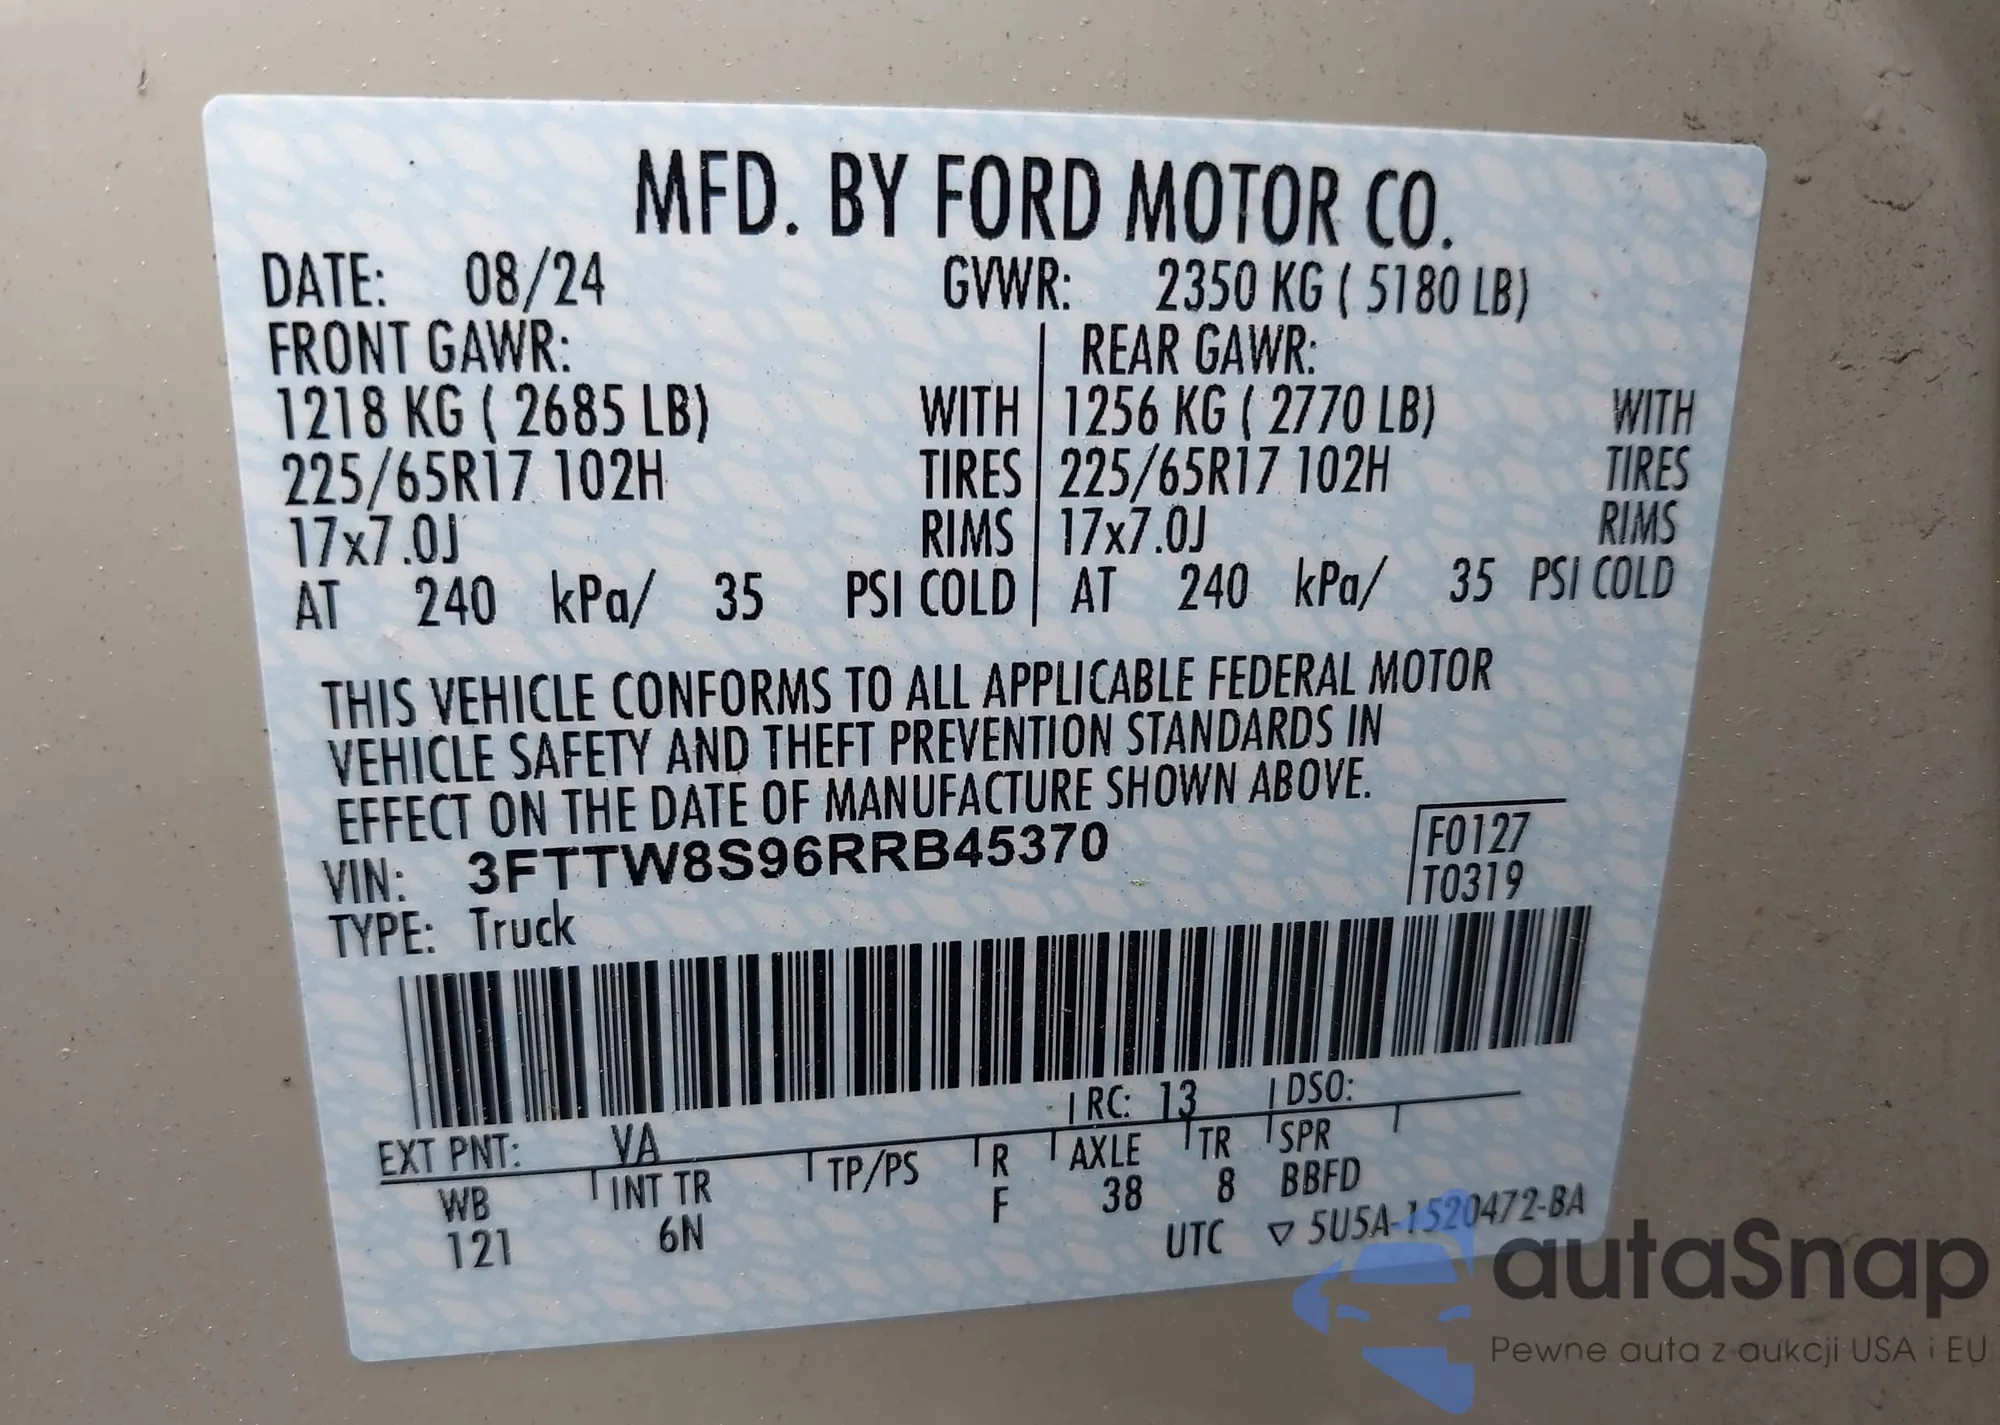 MFD. BY FORD MOTOR CO.
DATE: 08/24 GVWR: 2350 KG ( 5180 LB)
FRONT GAWR: REAR GAWR:
1218 KG ( 2685 LB) WITH 1256 KG ( 2770 LB) WITH
225/65R17 102H TIRES 225/65R17 102H TIRES
17x7.0J RIMS 17x7.0J RIMS
AT 240 kPa/ 35 PSI COLD AT 240 kPa/ 35 PSI COLD
THIS VEHICLE CONFORMS TO ALL APPLICABLE FEDERAL MOTOR
VEHICLE SAFETY AND THEFT PREVENTION STANDARDS IN
EFFECT ON THE DATE OF MANUFACTURE SHOWN ABOVE.
VIN: 3FTTW8S96RRB45370 F0127
TYPE: Truck T0319
EXT PNT: VA RC: 13 DSO:
WB INT TR TP/PS R AXLE TR SPR
121 6N F 38 8 BBFD
UTC ▽ 5U5A-1520472-BA
autaSnap
Pewne auta z aukcji USA i EU